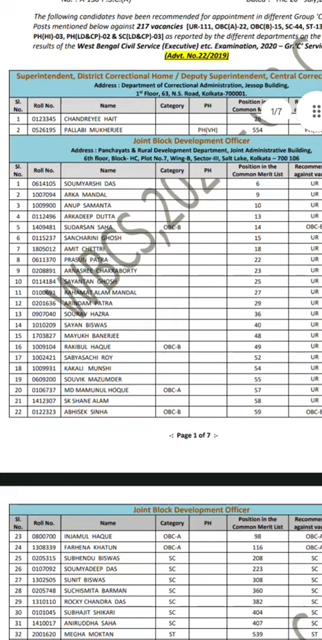 The following candidates have been recommended for appointment in different Group 'C
Posts mentioned below against 217 vacancies [UR-111, OBC(A)-22, OBC(B)-15, SC-44, ST-13
PH(HI)-03, PH(LD&CP)-02 & SC(LD&CP)-03] as reported by the different departments on the
results of the West Bengal Civil Service (Executive) etc. Examination, 2020 – Gr.'C' Servi
(Advt. No.22/2019)
Superintendent, District Correctional Home / Deputy Superintendent, Central Correc
Address : Department of Correctional Administration, Jessop Building,
1st Floor, 63, N.S. Road, Kolkata-700001.
Sl. No. Roll No. Name Category PH Position in Common M
1/7
1 0123345 CHANDREYEE HAIT 28
2 0526195 PALLABI MUKHERJEE PH(VH) 554
Joint Block Development Officer
Address : Panchayats & Rural Development Department, Joint Administrative Building,
6th floor, Block- HC, Plot No.7, Wing-B, Sector-III, Salt Lake, Kolkata – 700 106
Sl. No. Roll No. Name Category PH Position in the Common Merit List Recomme against va
1 0614105 SOUMYARSHI DAS 6 UR
2 1007094 ARKA MANDAL 9 UR
3 1009900 ANUP SAMANTA 10 UR
4 0112496 ARKADEEP DUTTA 13 UR
5 1409481 SUDARSAN SAHA OBC-B 14 OBC-B
6 0115237 SANCHARINI GHOSH 15 UR
7 1805012 AMIT CHETTRI 18 UR
8 0611370 PRASUN PATRA 22 UR
9 0208891 ARNASREE CHAKRABORTY 23 UR
10 0114184 SAYANTAN GHOSH 25 UR
11 0100691 RAHAMAT ALAM MANDAL 27 UR
12 0201636 ARINDAM PATRA 29 UR
13 0907040 SOURAV HAZRA 36 UR
14 1010209 SAYAN BISWAS 40 UR
15 1703827 MAYUKH BANERJEE 48 UR
16 1009104 RAKIBUL HAQUE OBC-B 49 UR
17 1002421 SABYASACHI ROY 52 UR
18 1009931 KAKALI MUNSHI 54 UR
19 0609200 SOUVIK MAZUMDER 55 UR
20 0106737 MD MAMUNUL HOQUE OBC-A 57 UR
21 1412307 SK SHANE ALAM 58 UR
22 0122323 ABHISEK SINHA OBC-B 59 OBC-B
WBCS,202
-: Page 1 of 7 :-
Joint Block Development Officer
Sl. No. Roll No. Name Category PH Position in the Common Merit List Recomme against va
23 0800700 INJAMUL HAQUE OBC-A 98 OBC-A
24 1308339 FARHENA KHATUN OBC-A 116 OBC-A
25 0205315 SUBHENDU BISWAS SC 208 SC
26 0107092 SOUMYADEEP DAS SC 223 SC
27 1302505 SUNIT BISWAS SC 308 SC
28 0205748 SUCHISMITA BARMAN SC 360 SC
29 1310110 ROCKY CHANDRA DAS SC 382 SC
30 0101045 SUBHAJIT SHIKARI SC 404 SC
31 1410017 ANIRUDDHA SAHA SC 407 SC
32 2001620 MEGHA MOKTAN ST 539 ST